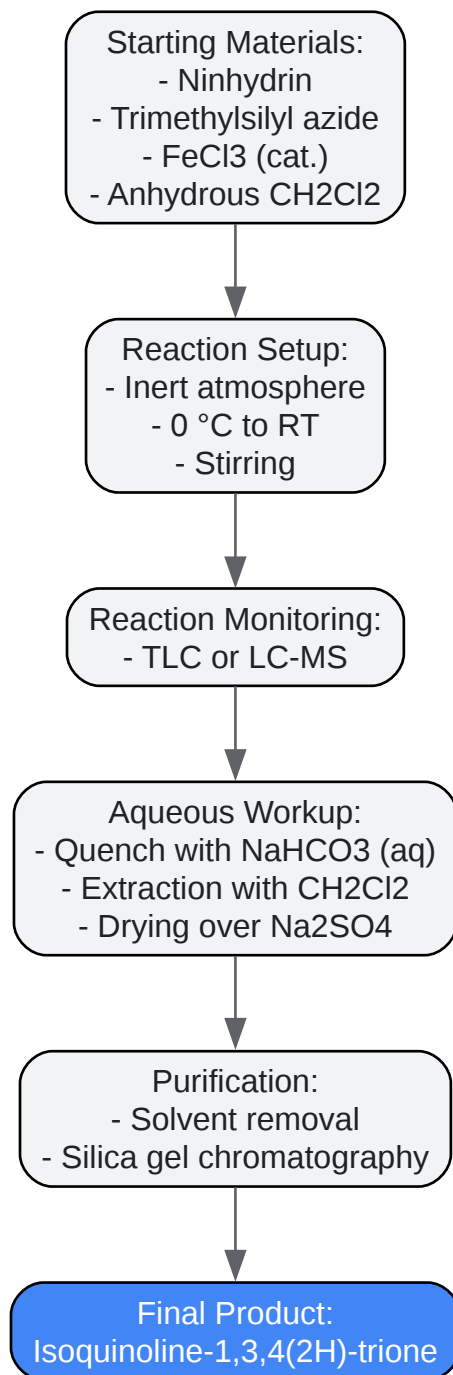 Starting Materials:
- Ninhydrin
- Trimethylsilyl azide
- FeCl3 (cat.)
- Anhydrous CH2Cl2
Reaction Setup:
- Inert atmosphere
- 0 °C to RT
- Stirring
Reaction Monitoring:
- TLC or LC-MS
Aqueous Workup:
- Quench with NaHCO3 (aq)
- Extraction with CH2Cl2
- Drying over Na2SO4
Purification:
- Solvent removal
- Silica gel chromatography
Final Product:
Isoquinoline-1,3,4(2H)-trione